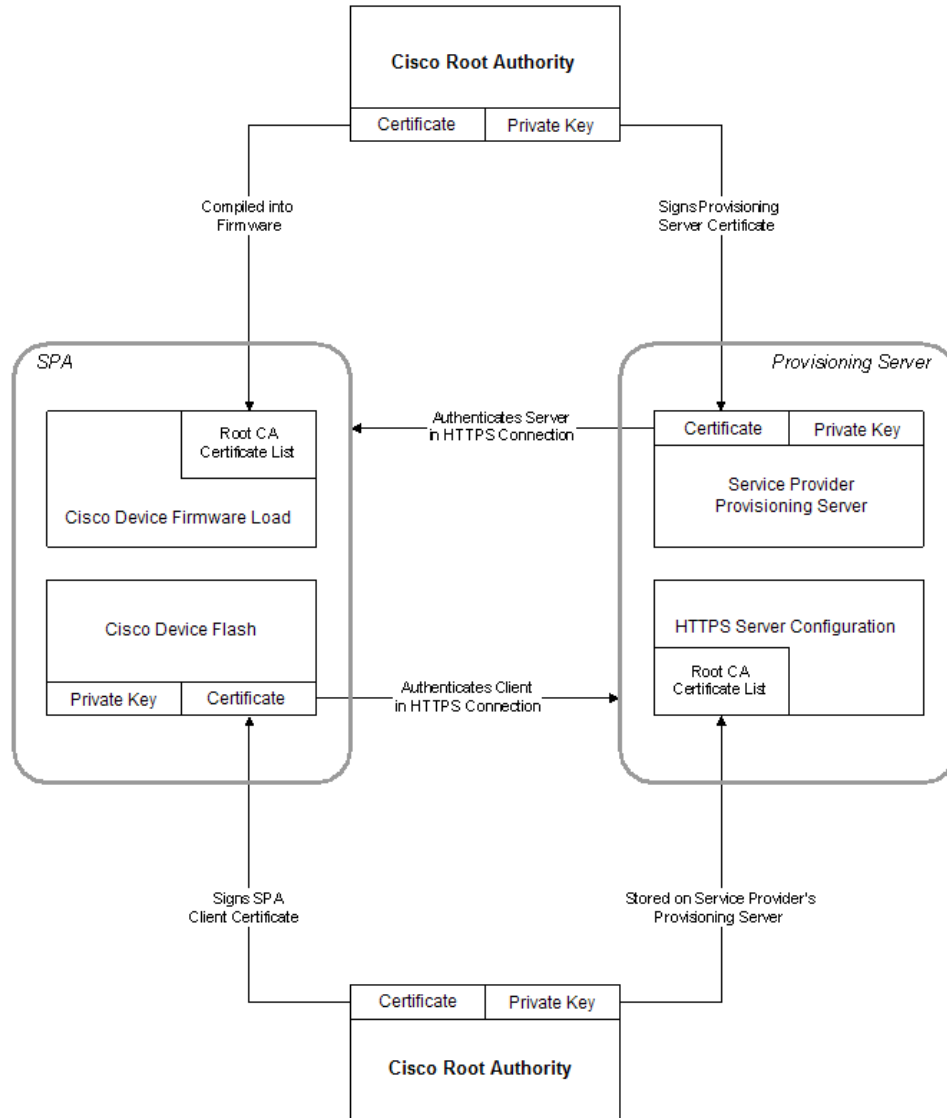 Cisco Root Authority
Certificate
Private Key
Compiled into
Firmware
Signs Provisioning
Server Certificate
SPA
Provisioning Server
Root CA
Certificate List
Cisco Device Firmware Load
Authenticates Server
in HTTPS Connection
Certificate
Private Key
Service Provider
Provisioning Server
Cisco Device Flash
Private Key
Certificate
Authenticates Client
in HTTPS Connection
HTTPS Server Configuration
Root CA
Certificate List
Signs SPA
Client Certificate
Stored on Service Provider's
Provisioning Server
Certificate
Private Key
Cisco Root Authority